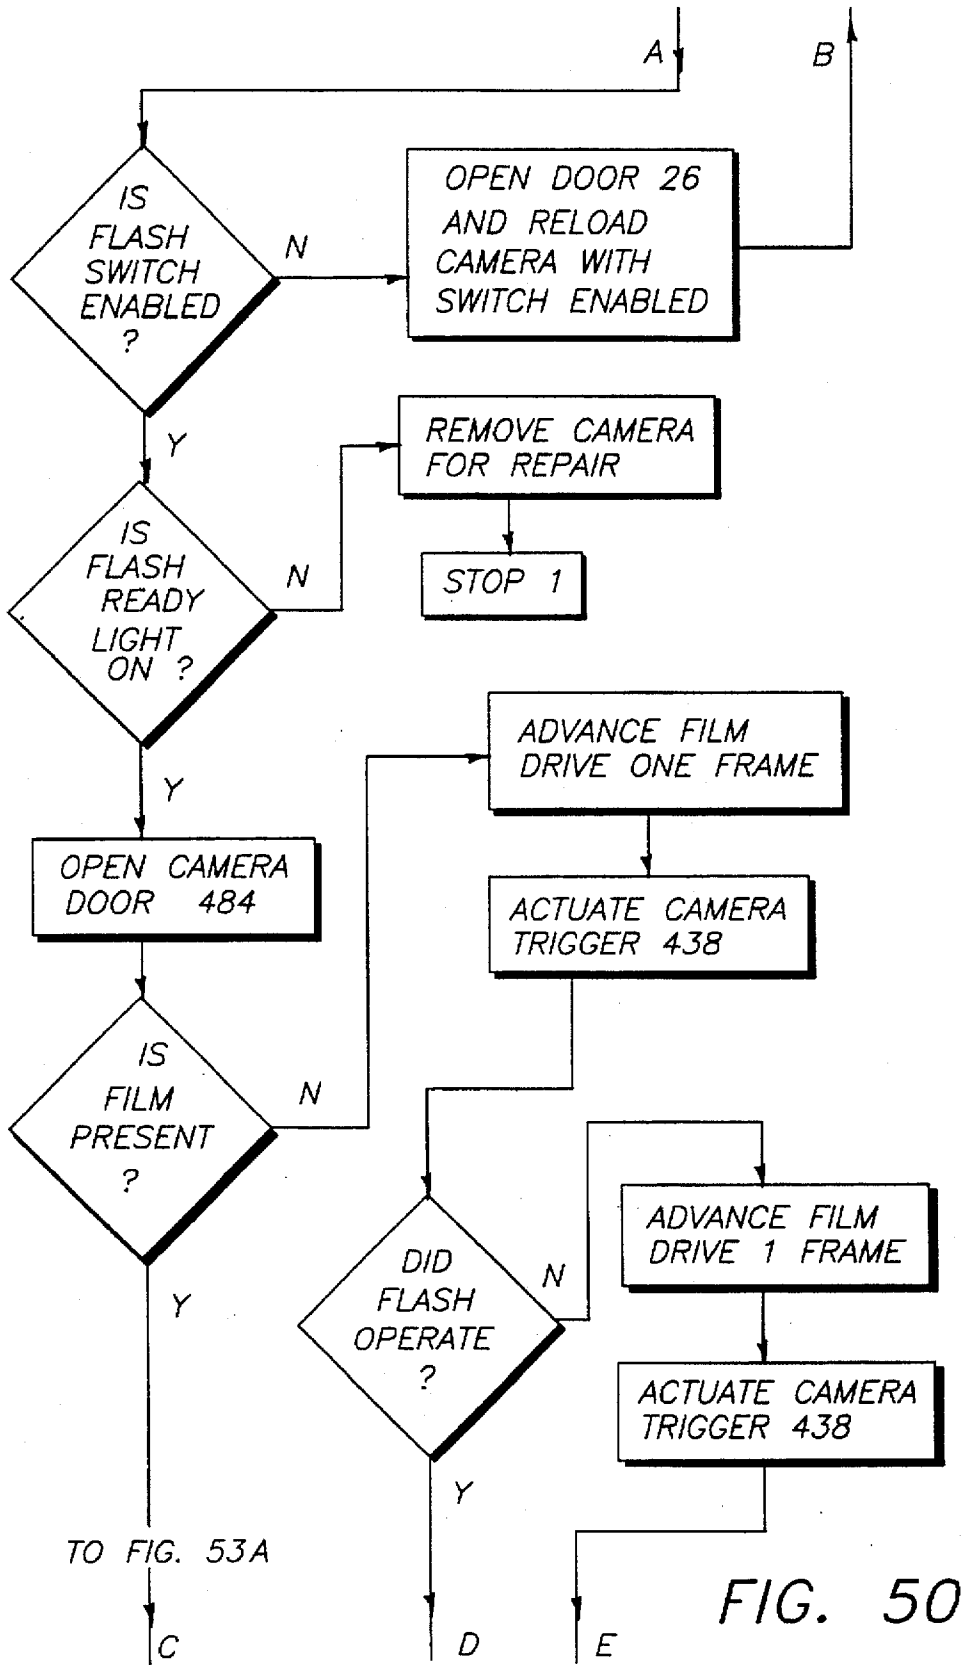 A
B
IS
FLASH
SWITCH
ENABLED
?
N
OPEN DOOR 26
AND RELOAD
CAMERA WITH
SWITCH ENABLED
Y
REMOVE CAMERA
FOR REPAIR
IS
FLASH
READY
LIGHT
ON ?
N
STOP 1
Y
ADVANCE FILM
DRIVE ONE FRAME
OPEN CAMERA
DOOR 484
ACTUATE CAMERA
TRIGGER 438
IS
FILM
PRESENT
?
N
Y
DID
FLASH
OPERATE
?
N
ADVANCE FILM
DRIVE 1 FRAME
ACTUATE CAMERA
TRIGGER 438
Y
TO FIG. 53A
C
D
E
FIG. 50